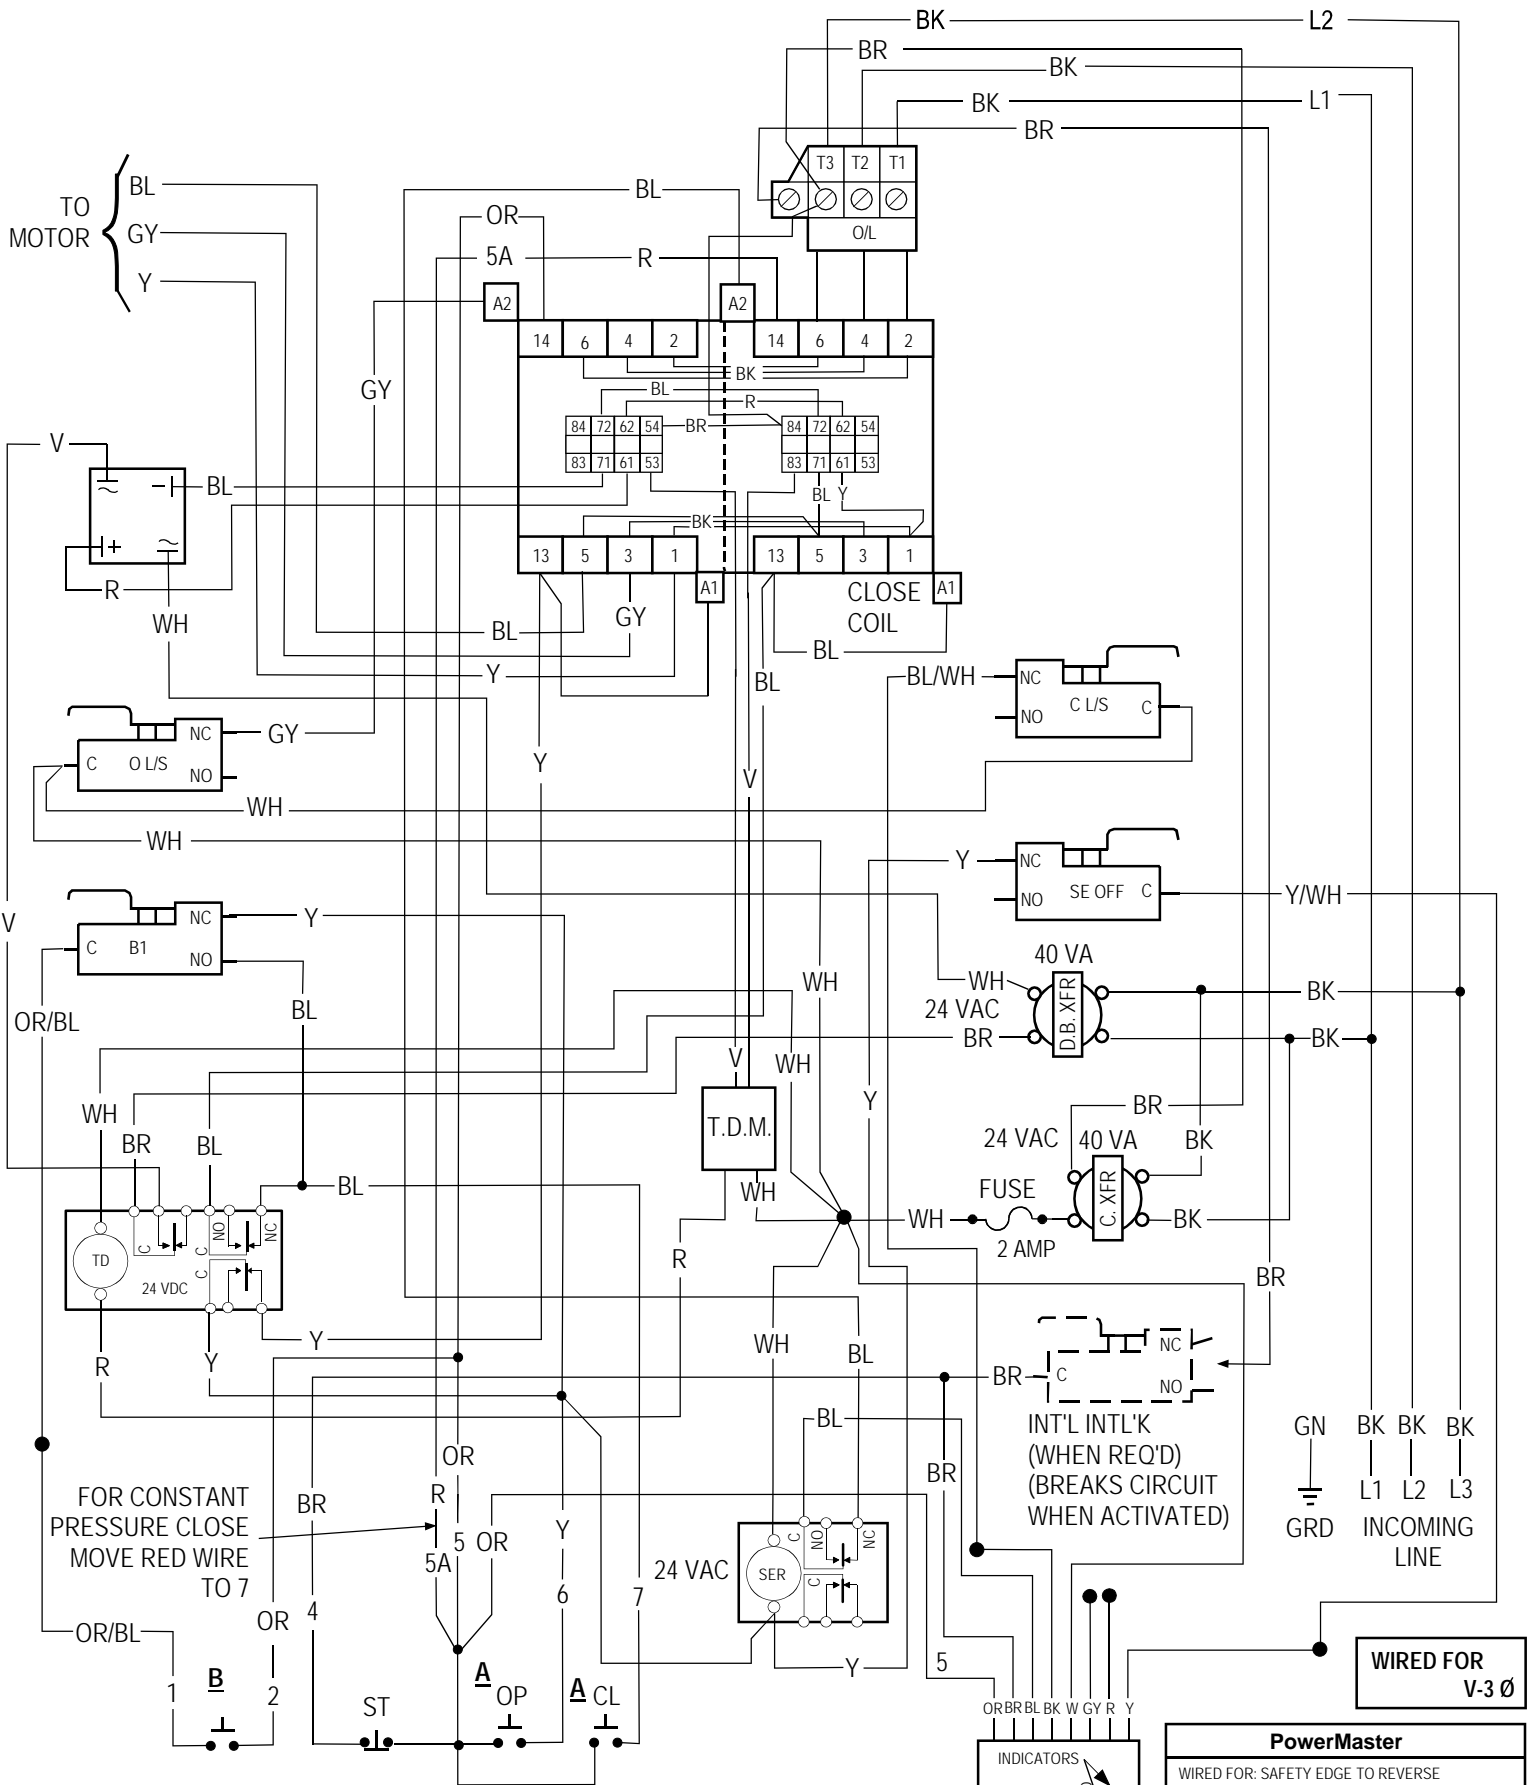 BK L2
BR
BK
BK L1
BR
TO
MOTOR
BL
GY
Y
BL
OR
5A R
T3 T2 T1
O/L
A2
A2
14 6 4 2
14 6 4 2
BK
GY
BL
R
84 72 62 54
BR
84 72 62 54
83 71 61 53
83 71 61 53
BL Y
V
BL
R
WH
BK
13 5 3 1
13 5 3 1
A1
A1
CLOSE
COIL
GY
BL
Y
BL
BL
BL/WH
NC
NO
C L/S
C
NC
NO
C
O L/S
GY
WH
WH
Y
V
Y
NC
NO
SE OFF
C
Y/WH
V
NC
NO
C
B1
Y
BL
OR/BL
40 VA
WH
24 VAC
D.B. XFR
BK
BR
BK
WH
V
WH
Y
T.D.M.
WH
BR
BL
WH
BR
24 VAC
40 VA
BK
C. XFR
FUSE
WH
2 AMP
BK
BL
TD
24 VDC
C
C
NO
NC
C
R
BR
R
Y
Y
WH
BL
BR
C
NC
NO
INT'L INTL'K
(WHEN REQ'D)
(BREAKS CIRCUIT
WHEN ACTIVATED)
GN
GRD
BK BK BK
L1 L2 L3
INCOMING
LINE
BL
BR
OR
R
FOR CONSTANT
PRESSURE CLOSE
MOVE RED WIRE
TO 7
BR
5A
5
OR
Y
6
7
24 VAC
SER
C
NO
NC
C
Y
5
OR
4
OR/BL
1
B
2
ST
A
OP
A
CL
OR BR BL BK W GY R Y
INDICATORS
WIRED FOR
V-3 Ø
PowerMaster
WIRED FOR: SAFETY EDGE TO REVERSE